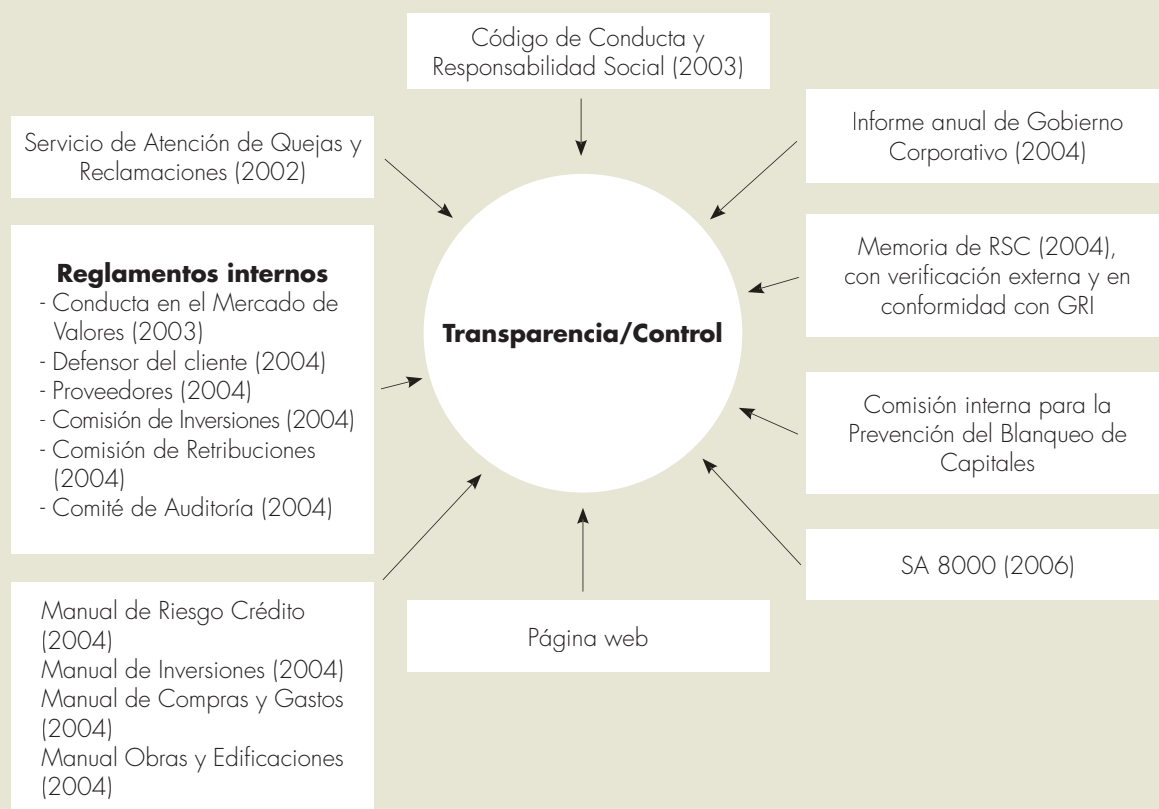 Código de Conducta y
Responsabilidad Social (2003)
Servicio de Atención de Quejas y
Reclamaciones (2002)
Informe anual de Gobierno
Corporativo (2004)
Reglamentos internos
- Conducta en el Mercado de
Valores (2003)
- Defensor del cliente (2004)
- Proveedores (2004)
- Comisión de Inversiones (2004)
- Comisión de Retribuciones
(2004)
- Comité de Auditoría (2004)
Transparencia/Control
Memoria de RSC (2004),
con verificación externa y en
conformidad con GRI
Comisión interna para la
Prevención del Blanqueo de
Capitales
SA 8000 (2006)
Manual de Riesgo Crédito
(2004)
Manual de Inversiones (2004)
Manual de Compras y Gastos
(2004)
Manual Obras y Edificaciones
(2004)
Página web